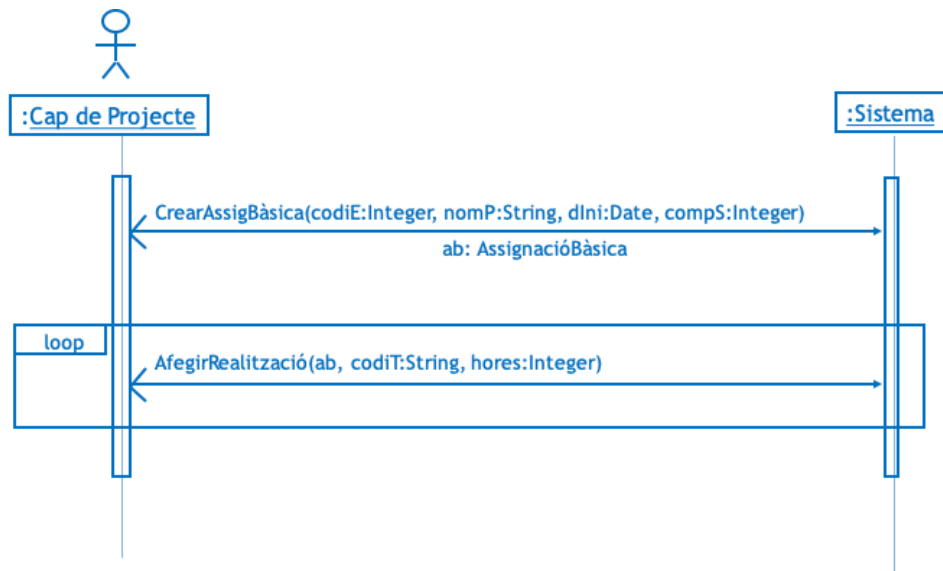 :Cap de Projecte
:Sistema
CrearAssigBàsica(codiE:Integer, nomP:String, dIni:Date, compS:Integer)
ab: AssignacióBàsica
loop
AfegirRealització(ab, codiT:String, hores:Integer)